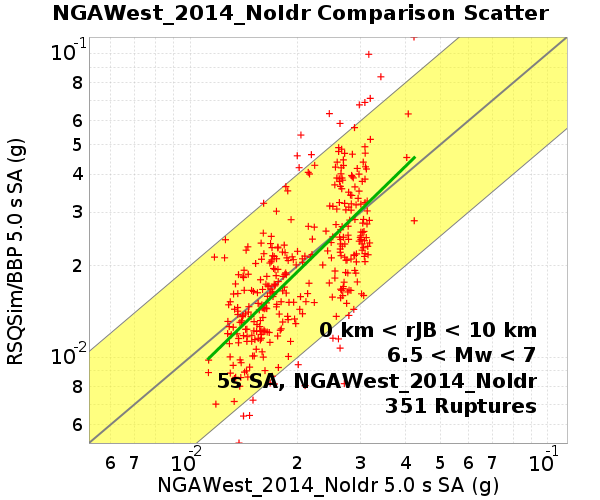 NGAWest_2014_NoIdr Comparison Scatter
10⁻¹
8
6
5
4
3
2
10⁻²
8
6
RSQSim/BBP 5.0 s SA (g)
0 km < rJB < 10 km
6.5 < Mw < 7
5s SA, NGAWest_2014_NoIdr
351 Ruptures
6 7 10⁻² 2 3 4 5 6 7 10⁻¹
NGAWest_2014_NoIdr 5.0 s SA (g)